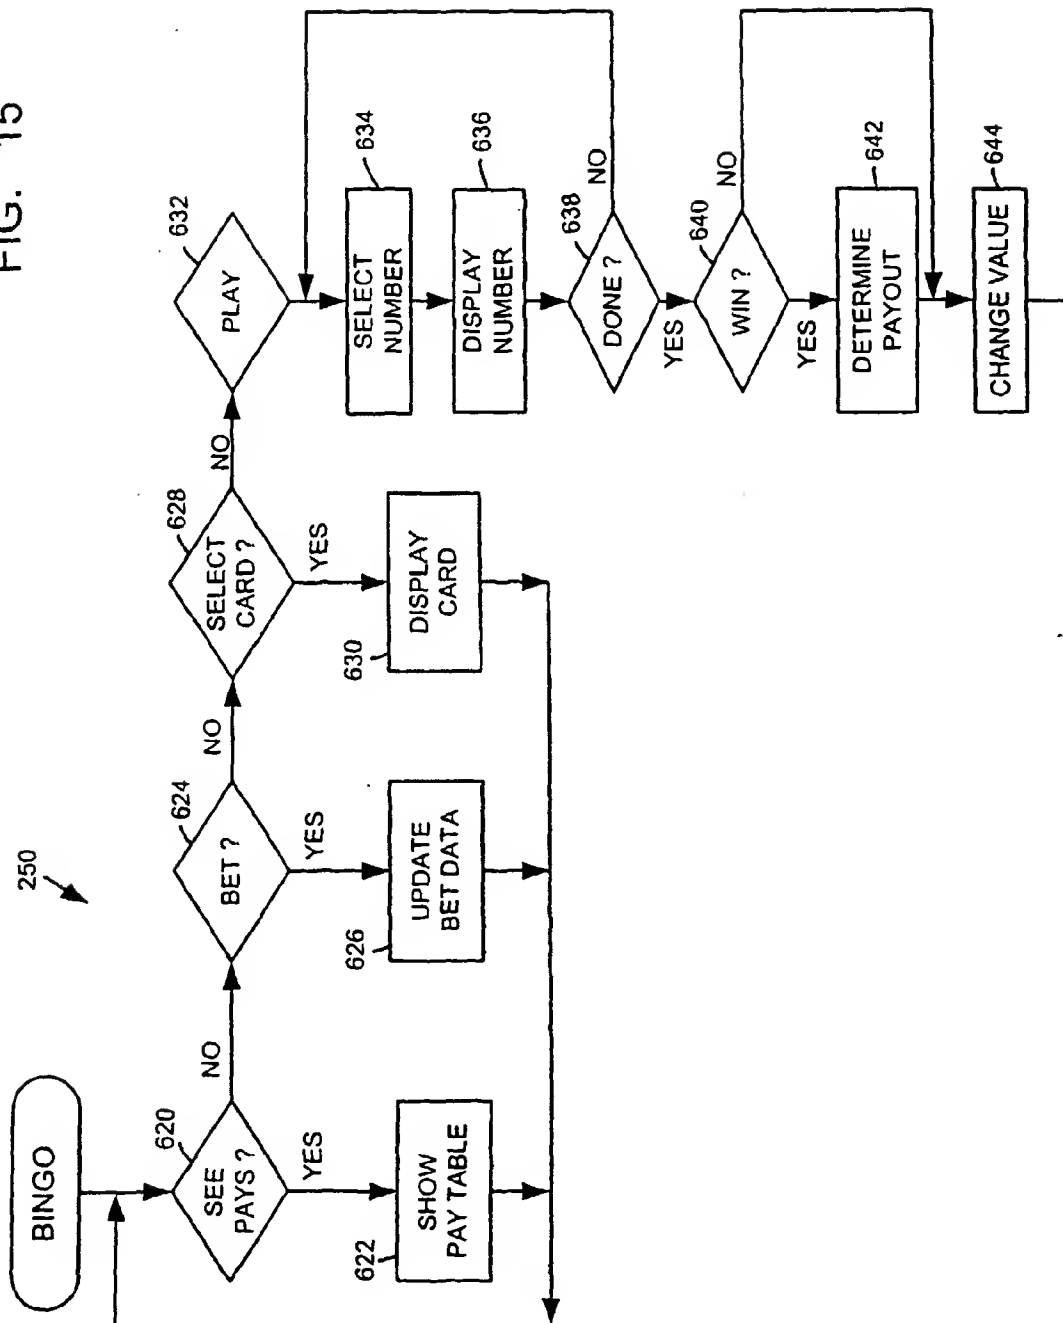 FIG. 15
250
BINGO
620
SEE
PAYS ?
YES
NO
622
SHOW
PAY TABLE
624
BET ?
YES
NO
626
UPDATE
BET DATA
628
SELECT
CARD ?
YES
NO
630
DISPLAY
CARD
632
PLAY
634
SELECT
NUMBER
636
DISPLAY
NUMBER
638
DONE ?
NO
YES
640
WIN ?
NO
YES
642
DETERMINE
PAYOUT
644
CHANGE VALUE